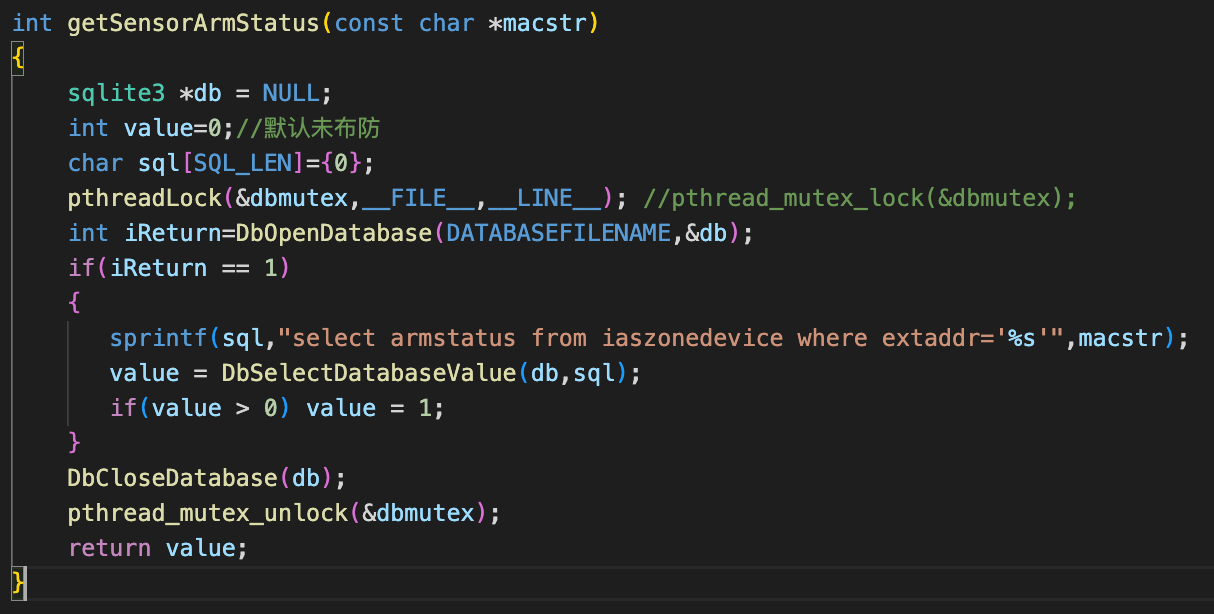 int getSensorArmStatus(const char *macstr)
{
    sqlite3 *db = NULL;
    int value=0;//默认未布防
    char sql[SQL_LEN]={0};
    pthreadLock(&dbmutex,__FILE__,__LINE__); //pthread_mutex_lock(&dbmutex);
    int iReturn=DbOpenDatabase(DATABASEFILENAME,&db);
    if(iReturn == 1)
    {
       sprintf(sql,"select armstatus from iaszonedevice where extaddr='%s'",macstr);
       value = DbSelectDatabaseValue(db,sql);
       if(value > 0) value = 1;
    }
    DbCloseDatabase(db);
    pthread_mutex_unlock(&dbmutex);
    return value;
}